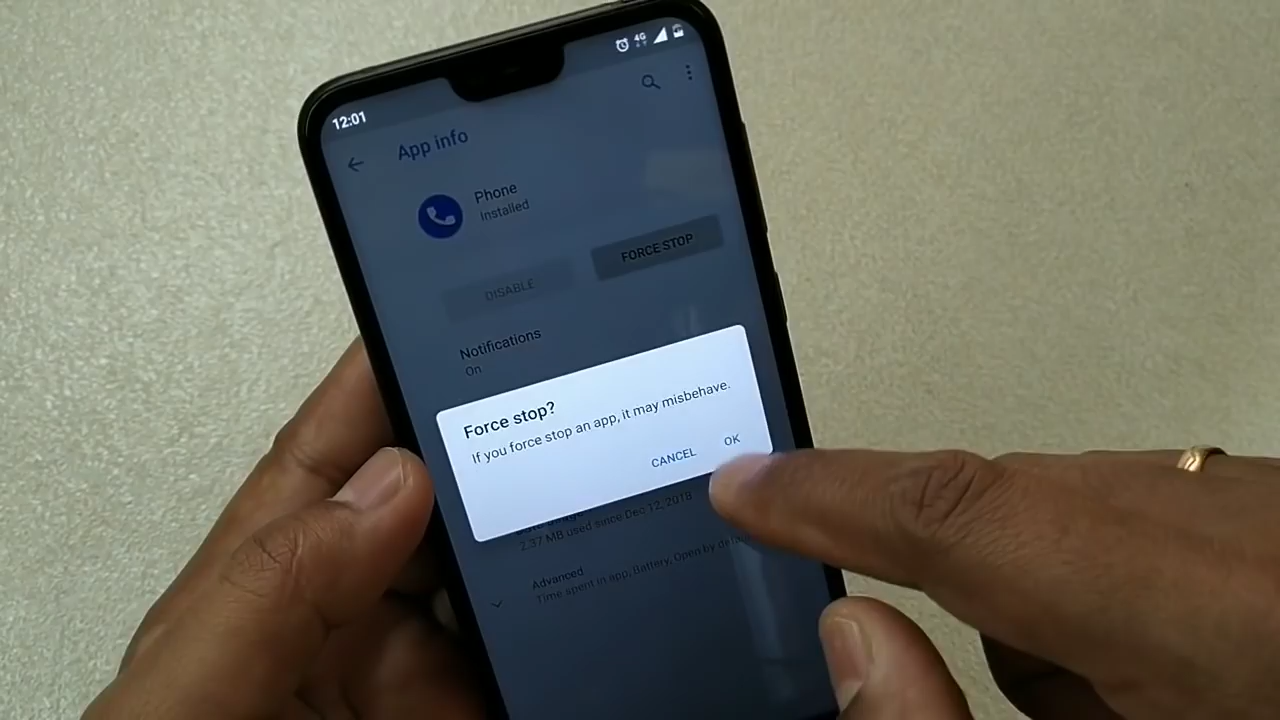 12:01
4G
App info
Phone
Installed
DISABLE
FORCE STOP
Notifications
On
Force stop?
If you force stop an app, it may misbehave.
CANCEL
OK
2.37 MB used since Dec 12, 2018
Advanced
Time spent in app, Battery, Open by